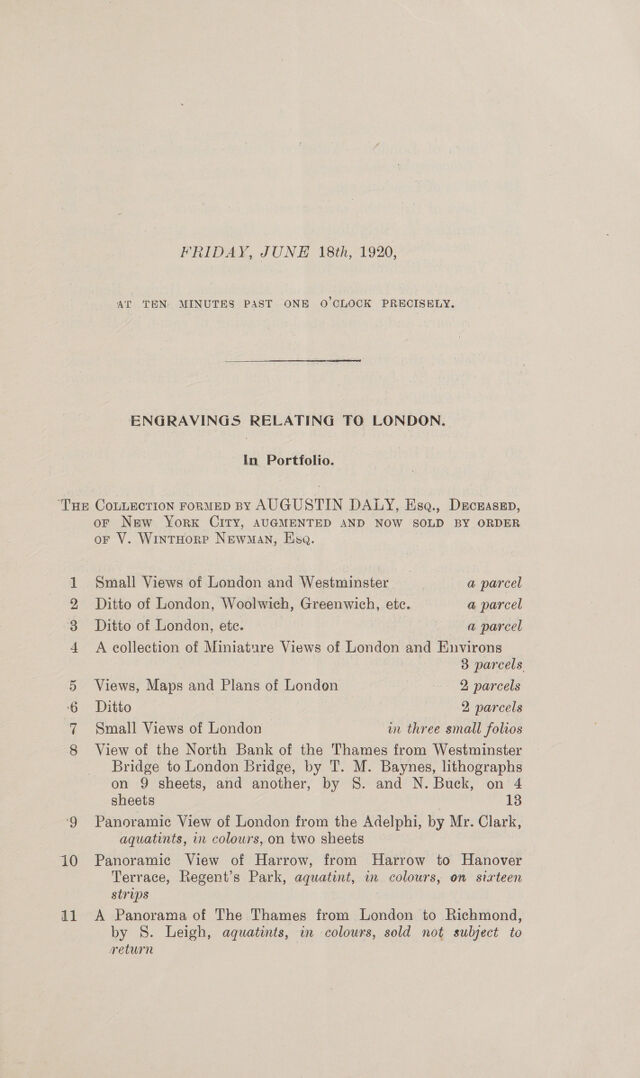 FRIDAY, JUNE 18th, 1920,
AT TEN MINUTES PAST ONE O'CLOCK PRECISELY.
ENGRAVINGS RELATING TO LONDON.
In Portfolio.
THE COLLECTION FORMED BY AUGUSTIN DALY, ESQ., DECEASED,
OF NEW YORK CITY, AUGMENTED AND NOW SOLD BY ORDER
OF V. WINTHORP NEWMAN, ESQ.
1 Small Views of London and Westminster a parcel
2 Ditto of London, Woolwich, Greenwich, etc. a parcel
3 Ditto of London, etc. a parcel
4 A collection of Miniature Views of London and Environs
3 parcels
5 Views, Maps and Plans of London 2 parcels
6 Ditto 2 parcels
7 Small Views of London in three small folios
8 View of the North Bank of the Thames from Westminster
Bridge to London Bridge, by T. M. Baynes, lithographs
on 9 sheets, and another, by S. and N. Buck, on 4
sheets 13
9 Panoramic View of London from the Adelphi, by Mr. Clark,
aquatints, in colours, on two sheets
10 Panoramic View of Harrow, from Harrow to Hanover
Terrace, Regent's Park, aquatint, in colours, on sixteen
strips
11 A Panorama of The Thames from London to Richmond,
by S. Leigh, aquatints, in colours, sold not subject to
return